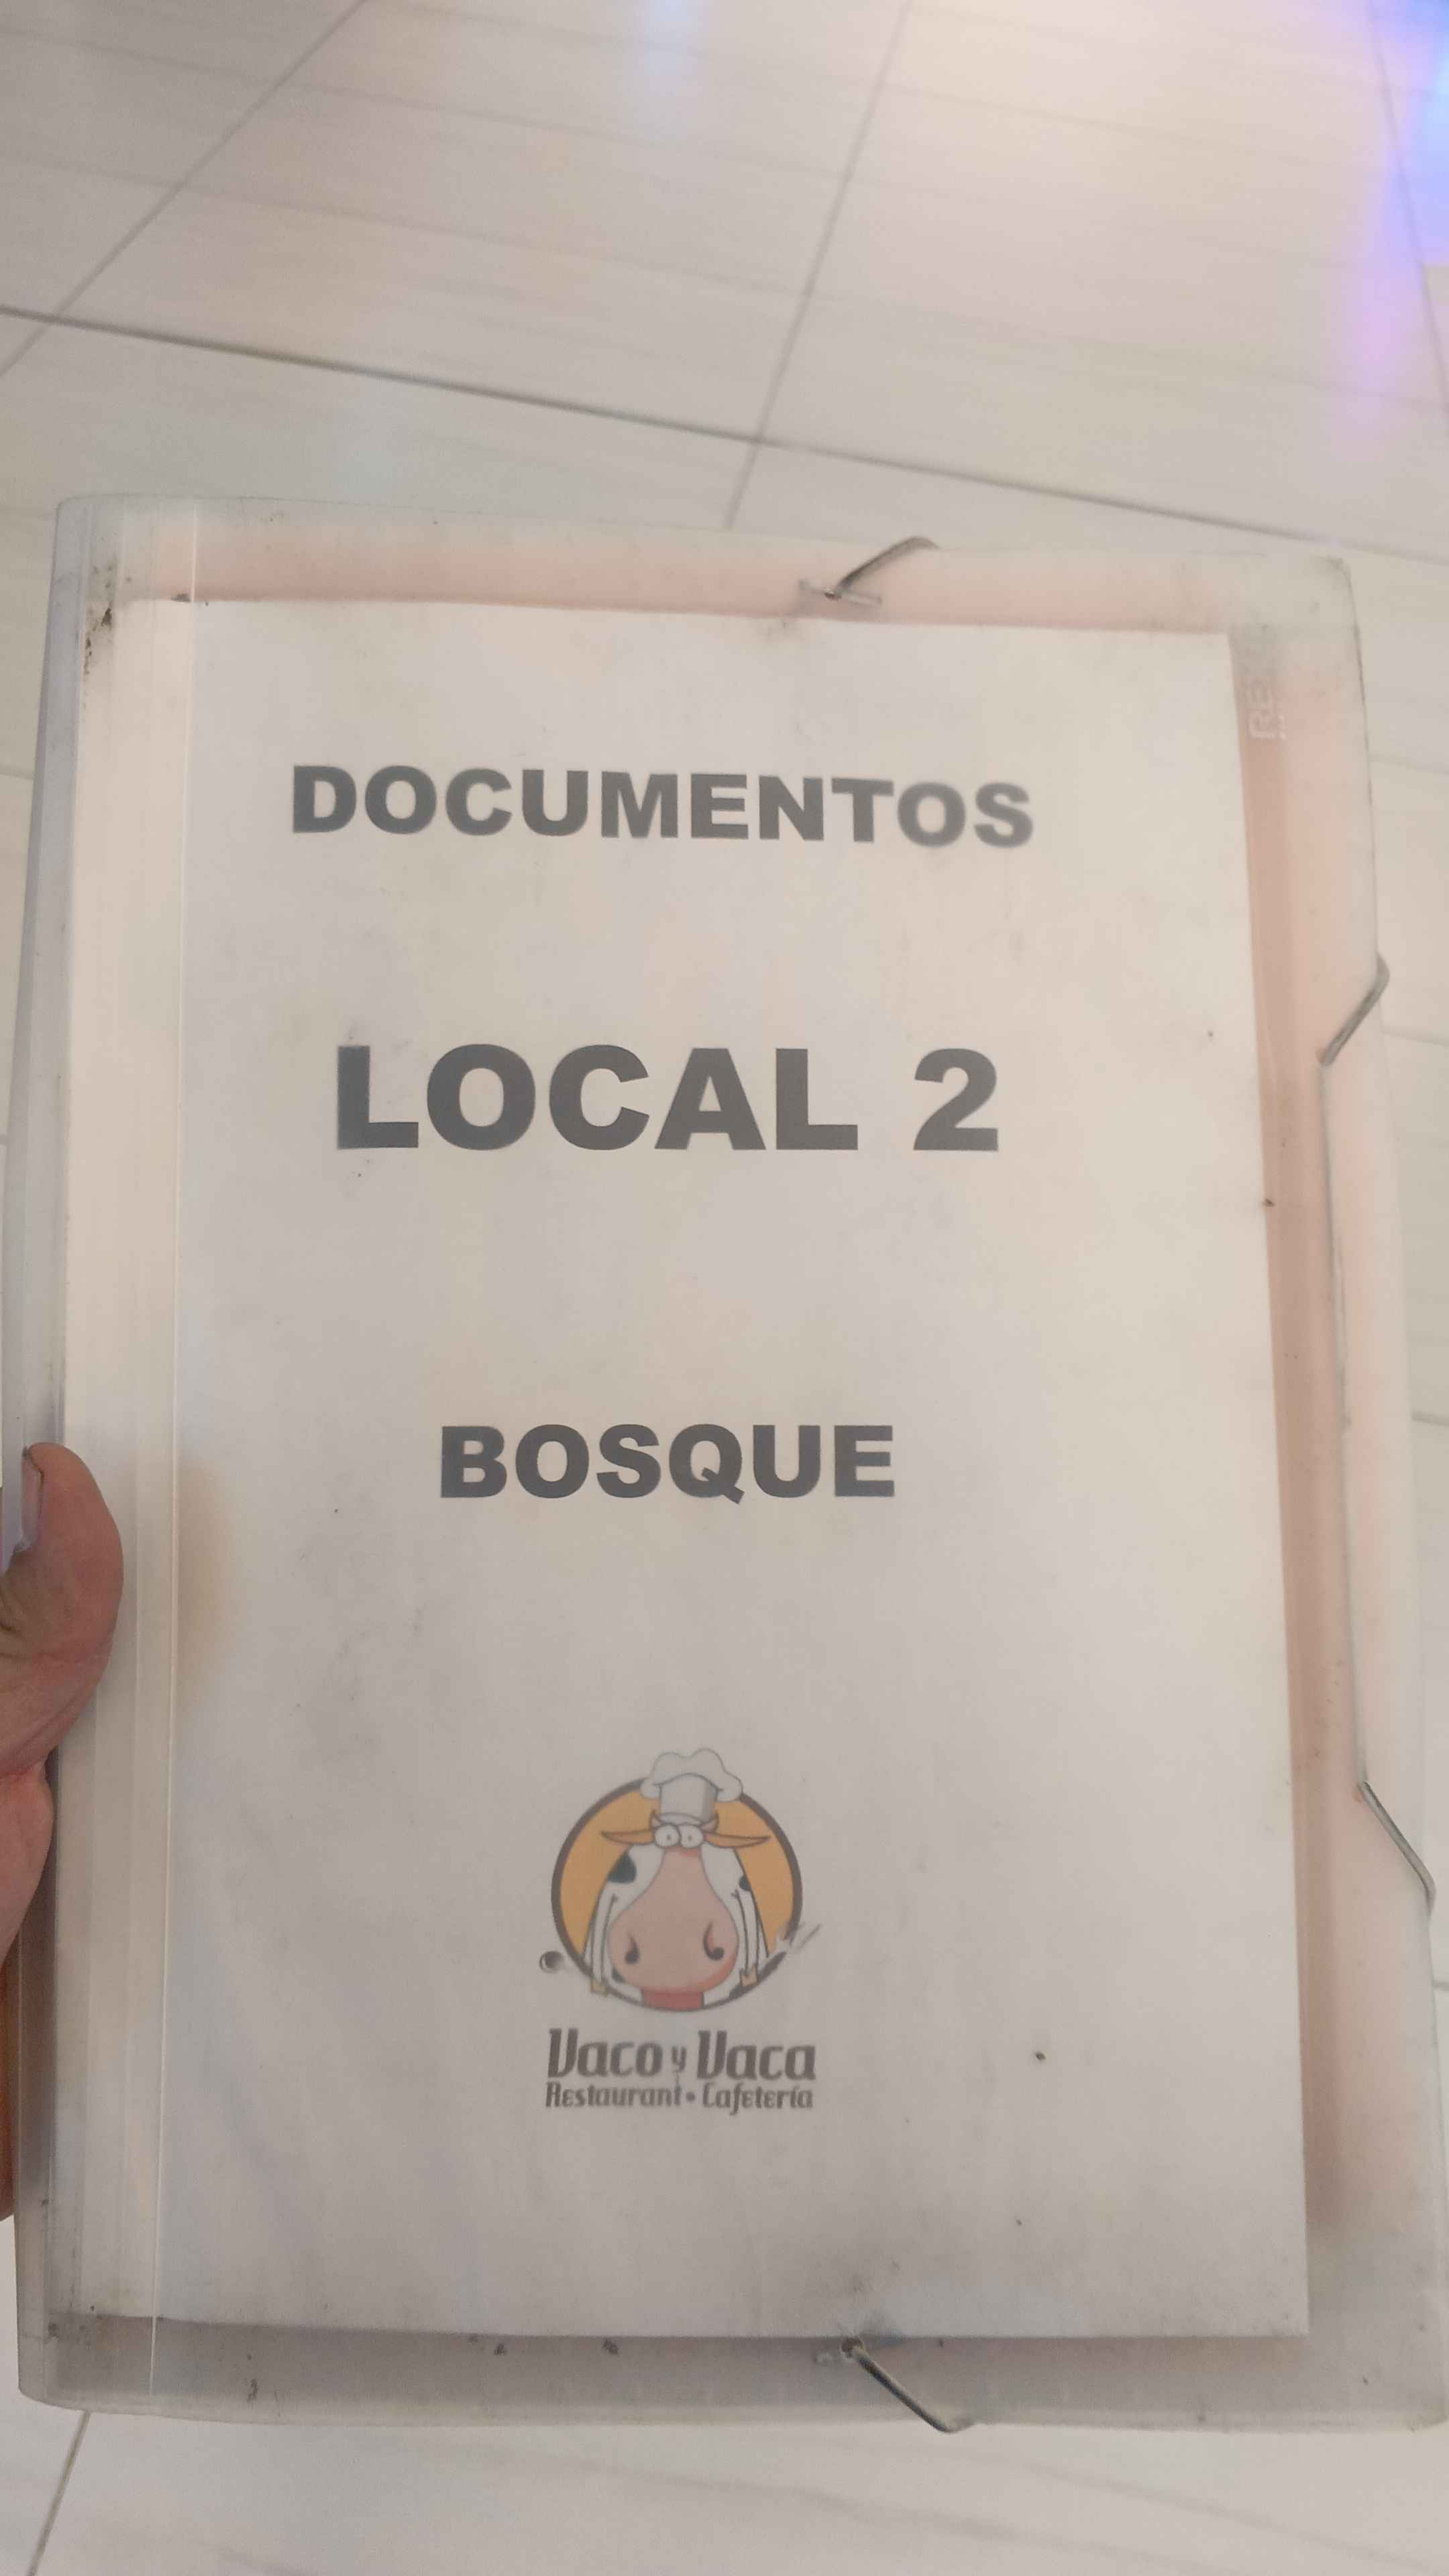 DOCUMENTOS
LOCAL 2
BOSQUE
Vaco y Vaca
Restaurant • Cafetería